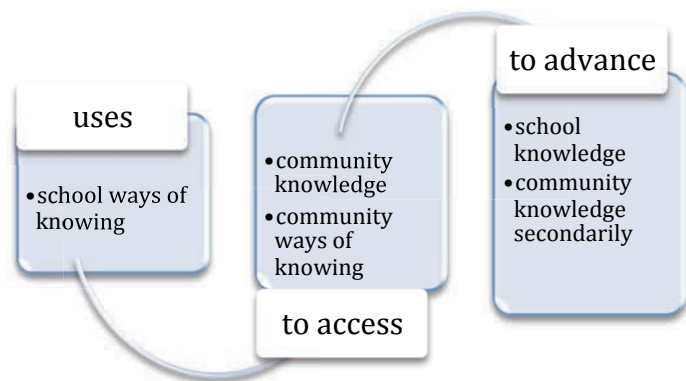 uses
•school ways of
knowing
•community
knowledge
•community
ways of
knowing
to access
to advance
•school
knowledge
•community
knowledge
secondarily